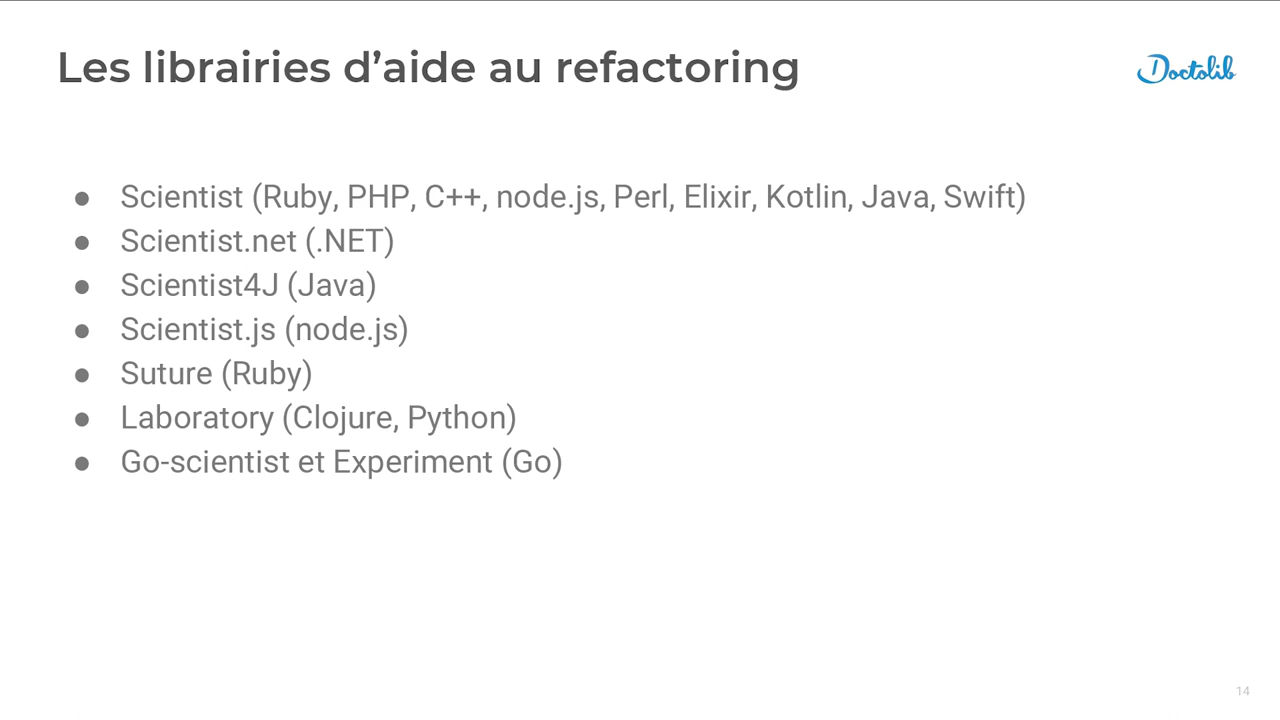 Les librairies d’aide au refactoring
Doctolib
● Scientist (Ruby, PHP, C++, node.js, Perl, Elixir, Kotlin, Java, Swift)
● Scientist.net (.NET)
● Scientist4J (Java)
● Scientist.js (node.js)
● Suture (Ruby)
● Laboratory (Clojure, Python)
● Go-scientist et Experiment (Go)
14